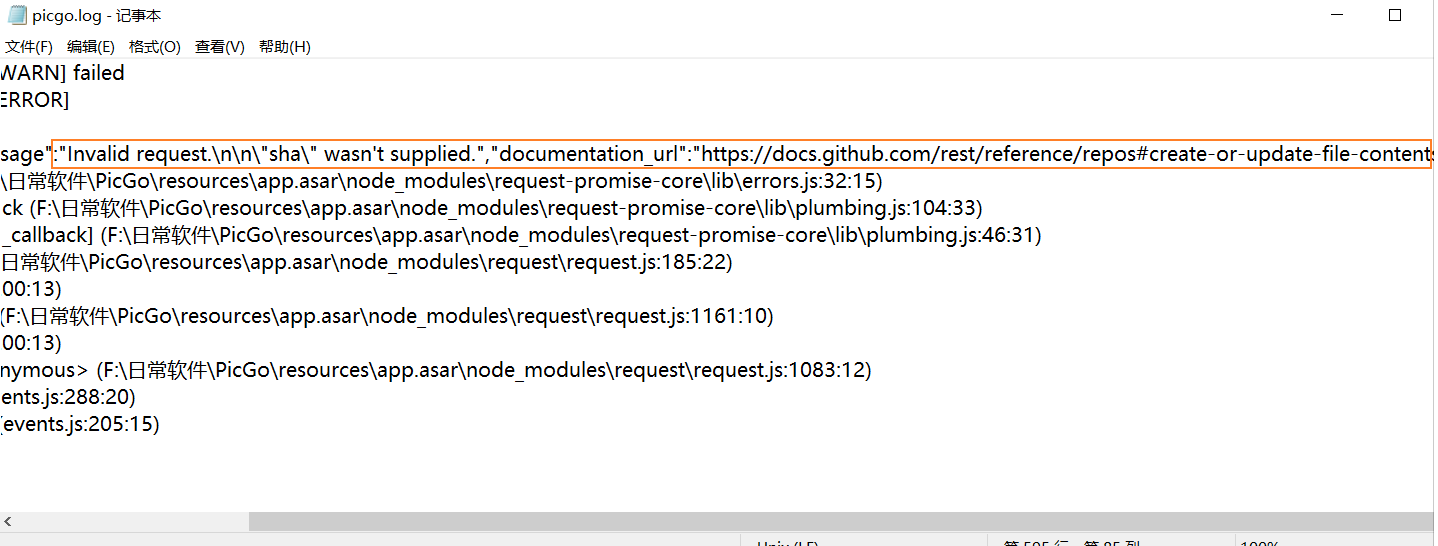 picgo.log - 记事本
文件(F) 编辑(E) 格式(O) 查看(V) 帮助(H)
WARN] failed
ERROR]
sage":"Invalid request.\n\n\"sha\" wasn't supplied.","documentation_url":"https://docs.github.com/rest/reference/repos#create-or-update-file-contents
\日常软件\PicGo\resources\app.asar\node_modules\request-promise-core\lib\errors.js:32:15)
ck (F:\日常软件\PicGo\resources\app.asar\node_modules\request-promise-core\lib\plumbing.js:104:33)
_callback] (F:\日常软件\PicGo\resources\app.asar\node_modules\request-promise-core\lib\plumbing.js:46:31)
日常软件\PicGo\resources\app.asar\node_modules\request\request.js:185:22)
00:13)
(F:\日常软件\PicGo\resources\app.asar\node_modules\request\request.js:1161:10)
00:13)
nymous> (F:\日常软件\PicGo\resources\app.asar\node_modules\request\request.js:1083:12)
ents.js:288:20)
(events.js:205:15)
Unix (LF) 第 595 行，第 85 列 100%